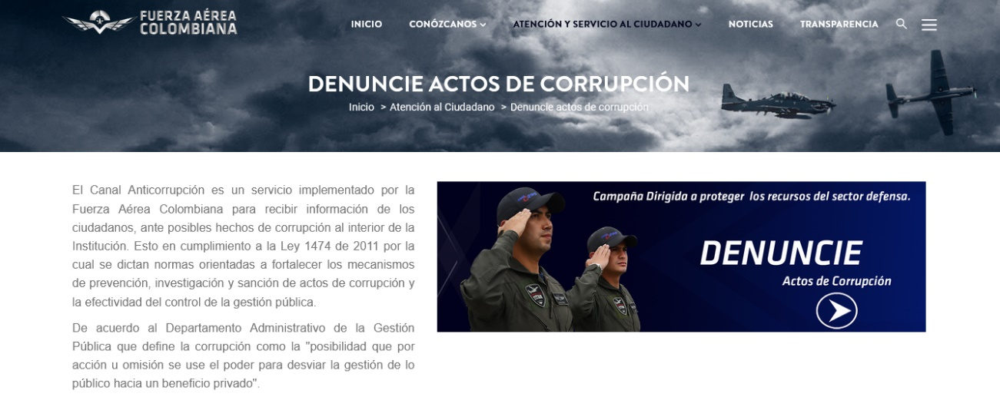 FUERZA AÉREA
COLOMBIANA
INICIO
CONÓZCANOS
ATENCIÓN Y SERVICIO AL CIUDADANO
NOTICIAS
TRANSPARENCIA
DENUNCIE ACTOS DE CORRUPCIÓN
Inicio > Atención al Ciudadano > Denuncie actos de corrupción
El Canal Anticorrupción es un servicio implementado por la
Fuerza Aérea Colombiana para recibir información de los
ciudadanos, ante posibles hechos de corrupción al interior de la
Institución. Esto en cumplimiento a la Ley 1474 de 2011 por la
cual se dictan normas orientadas a fortalecer los mecanismos
de prevención, investigación y sanción de actos de corrupción y
la efectividad del control de la gestión pública.
De acuerdo al Departamento Administrativo de la Gestión
Pública que define la corrupción como la "posibilidad que por
acción u omisión se use el poder para desviar la gestión de lo
público hacia un beneficio privado".
Campaña Dirigida a proteger los recursos del sector defensa.
DENUNCIE
Actos de Corrupción